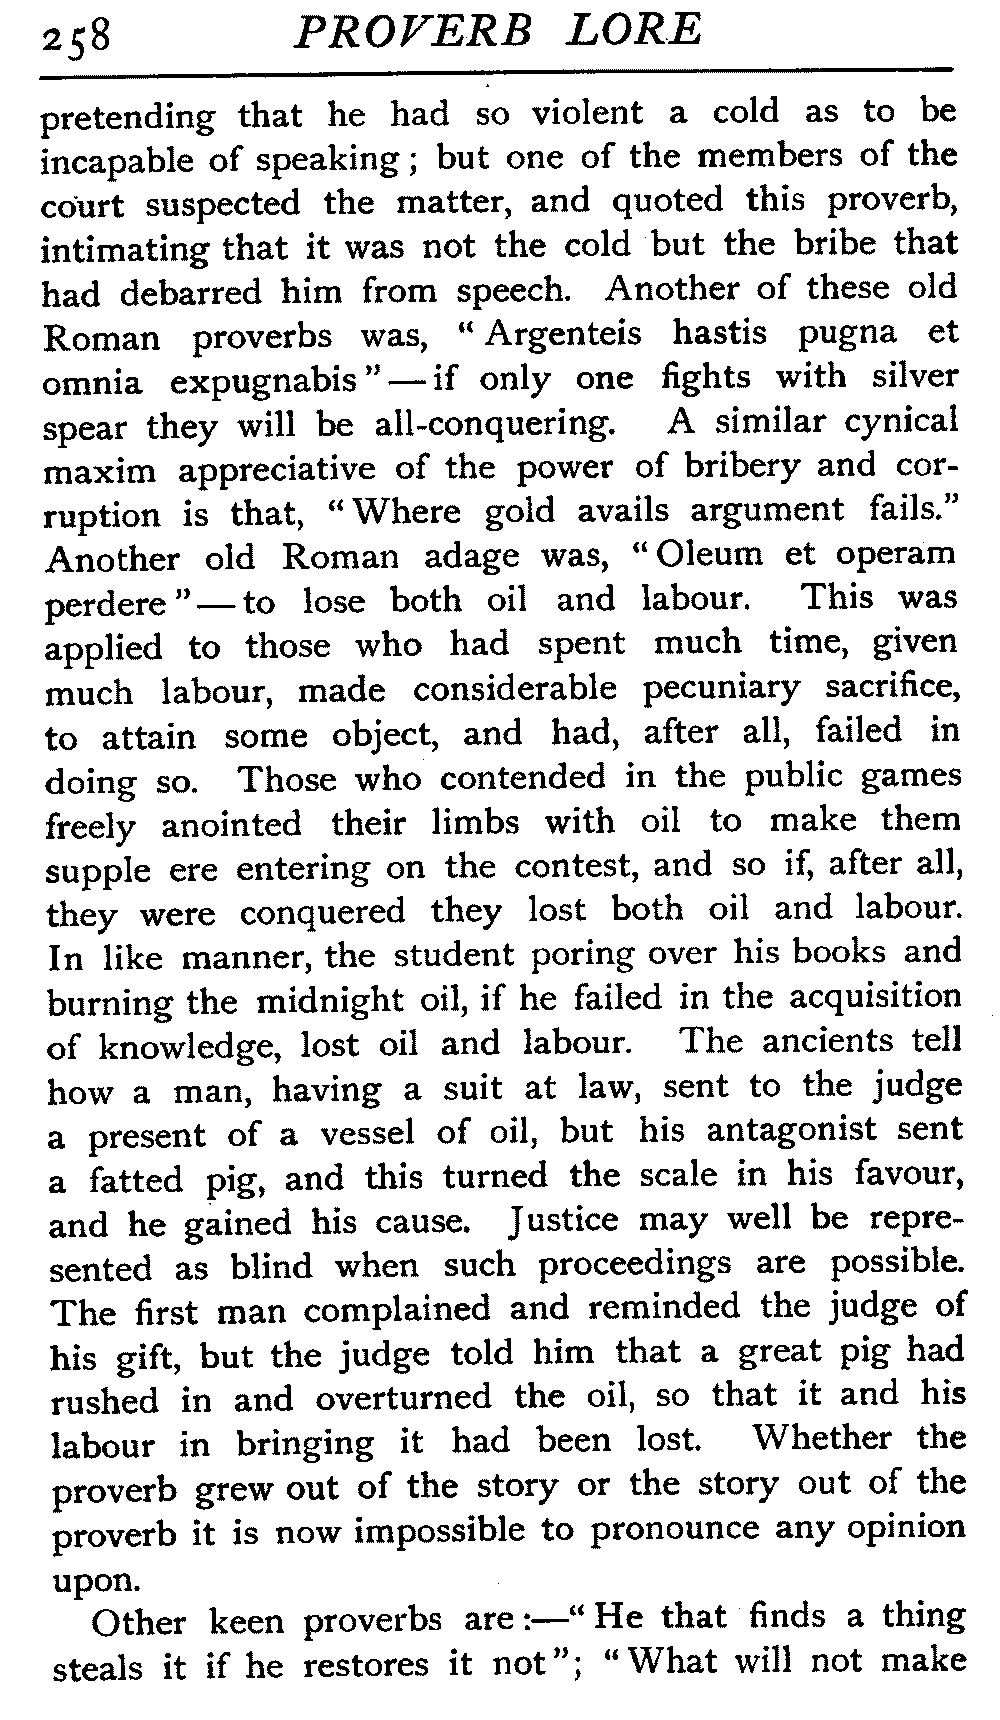 258 PROVERB LORE
pretending that he had so violent a cold as to be
incapable of speaking; but one of the members of the
court suspected the matter, and quoted this proverb,
intimating that it was not the cold but the bribe that
had debarred him from speech. Another of these old
Roman proverbs was, “Argenteis hastis pugna et
omnia expugnabis”—if only one fights with silver
spear they will be all-conquering. A similar cynical
maxim appreciative of the power of bribery and cor-
ruption is that, “Where gold avails argument fails.”
Another old Roman adage was, “Oleum et operam
perdere”—to lose both oil and labour. This was
applied to those who had spent much time, given
much labour, made considerable pecuniary sacrifice,
to attain some object, and had, after all, failed in
doing so. Those who contended in the public games
freely anointed their limbs with oil to make them
supple ere entering on the contest, and so if, after all,
they were conquered they lost both oil and labour.
In like manner, the student poring over his books and
burning the midnight oil, if he failed in the acquisition
of knowledge, lost oil and labour. The ancients tell
how a man, having a suit at law, sent to the judge
a present of a vessel of oil, but his antagonist sent
a fatted pig, and this turned the scale in his favour,
and he gained his cause. Justice may well be repre-
sented as blind when such proceedings are possible.
The first man complained and reminded the judge of
his gift, but the judge told him that a great pig had
rushed in and overturned the oil, so that it and his
labour in bringing it had been lost. Whether the
proverb grew out of the story or the story out of the
proverb it is now impossible to pronounce any opinion
upon.
Other keen proverbs are:—“He that finds a thing
steals it if he restores it not”; “What will not make